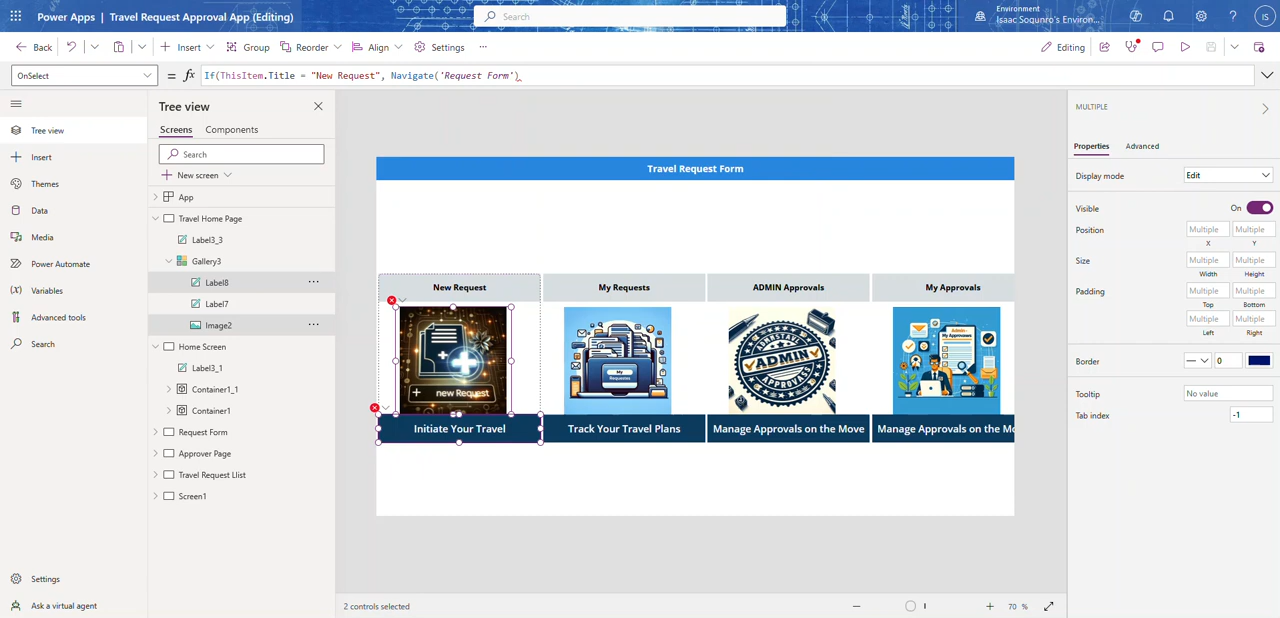 Power Apps | Travel Request Approval App (Editing)
Search
Environment
Isaac Soqunro's Environ...
IS
Back
Insert
Group
Reorder
Align
Settings
Editing
OnSelect
= fx If(ThisItem.Title = "New Request", Navigate('Request Form')
Tree view
Insert
Themes
Data
Media
Power Automate
Variables
Advanced tools
Search
Settings
Ask a virtual agent
Tree view
Screens
Components
Search
New screen
App
Travel Home Page
Label3_3
Gallery3
Label8
Label7
Image2
Home Screen
Label3_1
Container1_1
Container1
Request Form
Approver Page
Travel Request Llist
Screen1
Travel Request Form
New Request
My Requests
ADMIN Approvals
My Approvals
+ new Request
My Requests
ADMIN
Initiate Your Travel
Track Your Travel Plans
Manage Approvals on the Move
Manage Approvals on the Mo
2 controls selected
70 %
MULTIPLE
Properties
Advanced
Display mode
Edit
Visible
On
Position
Multiple
Multiple
X
Y
Size
Multiple
Multiple
Width
Height
Padding
Multiple
Multiple
Top
Bottom
Multiple
Multiple
Left
Right
Border
0
Tooltip
No value
Tab index
-1